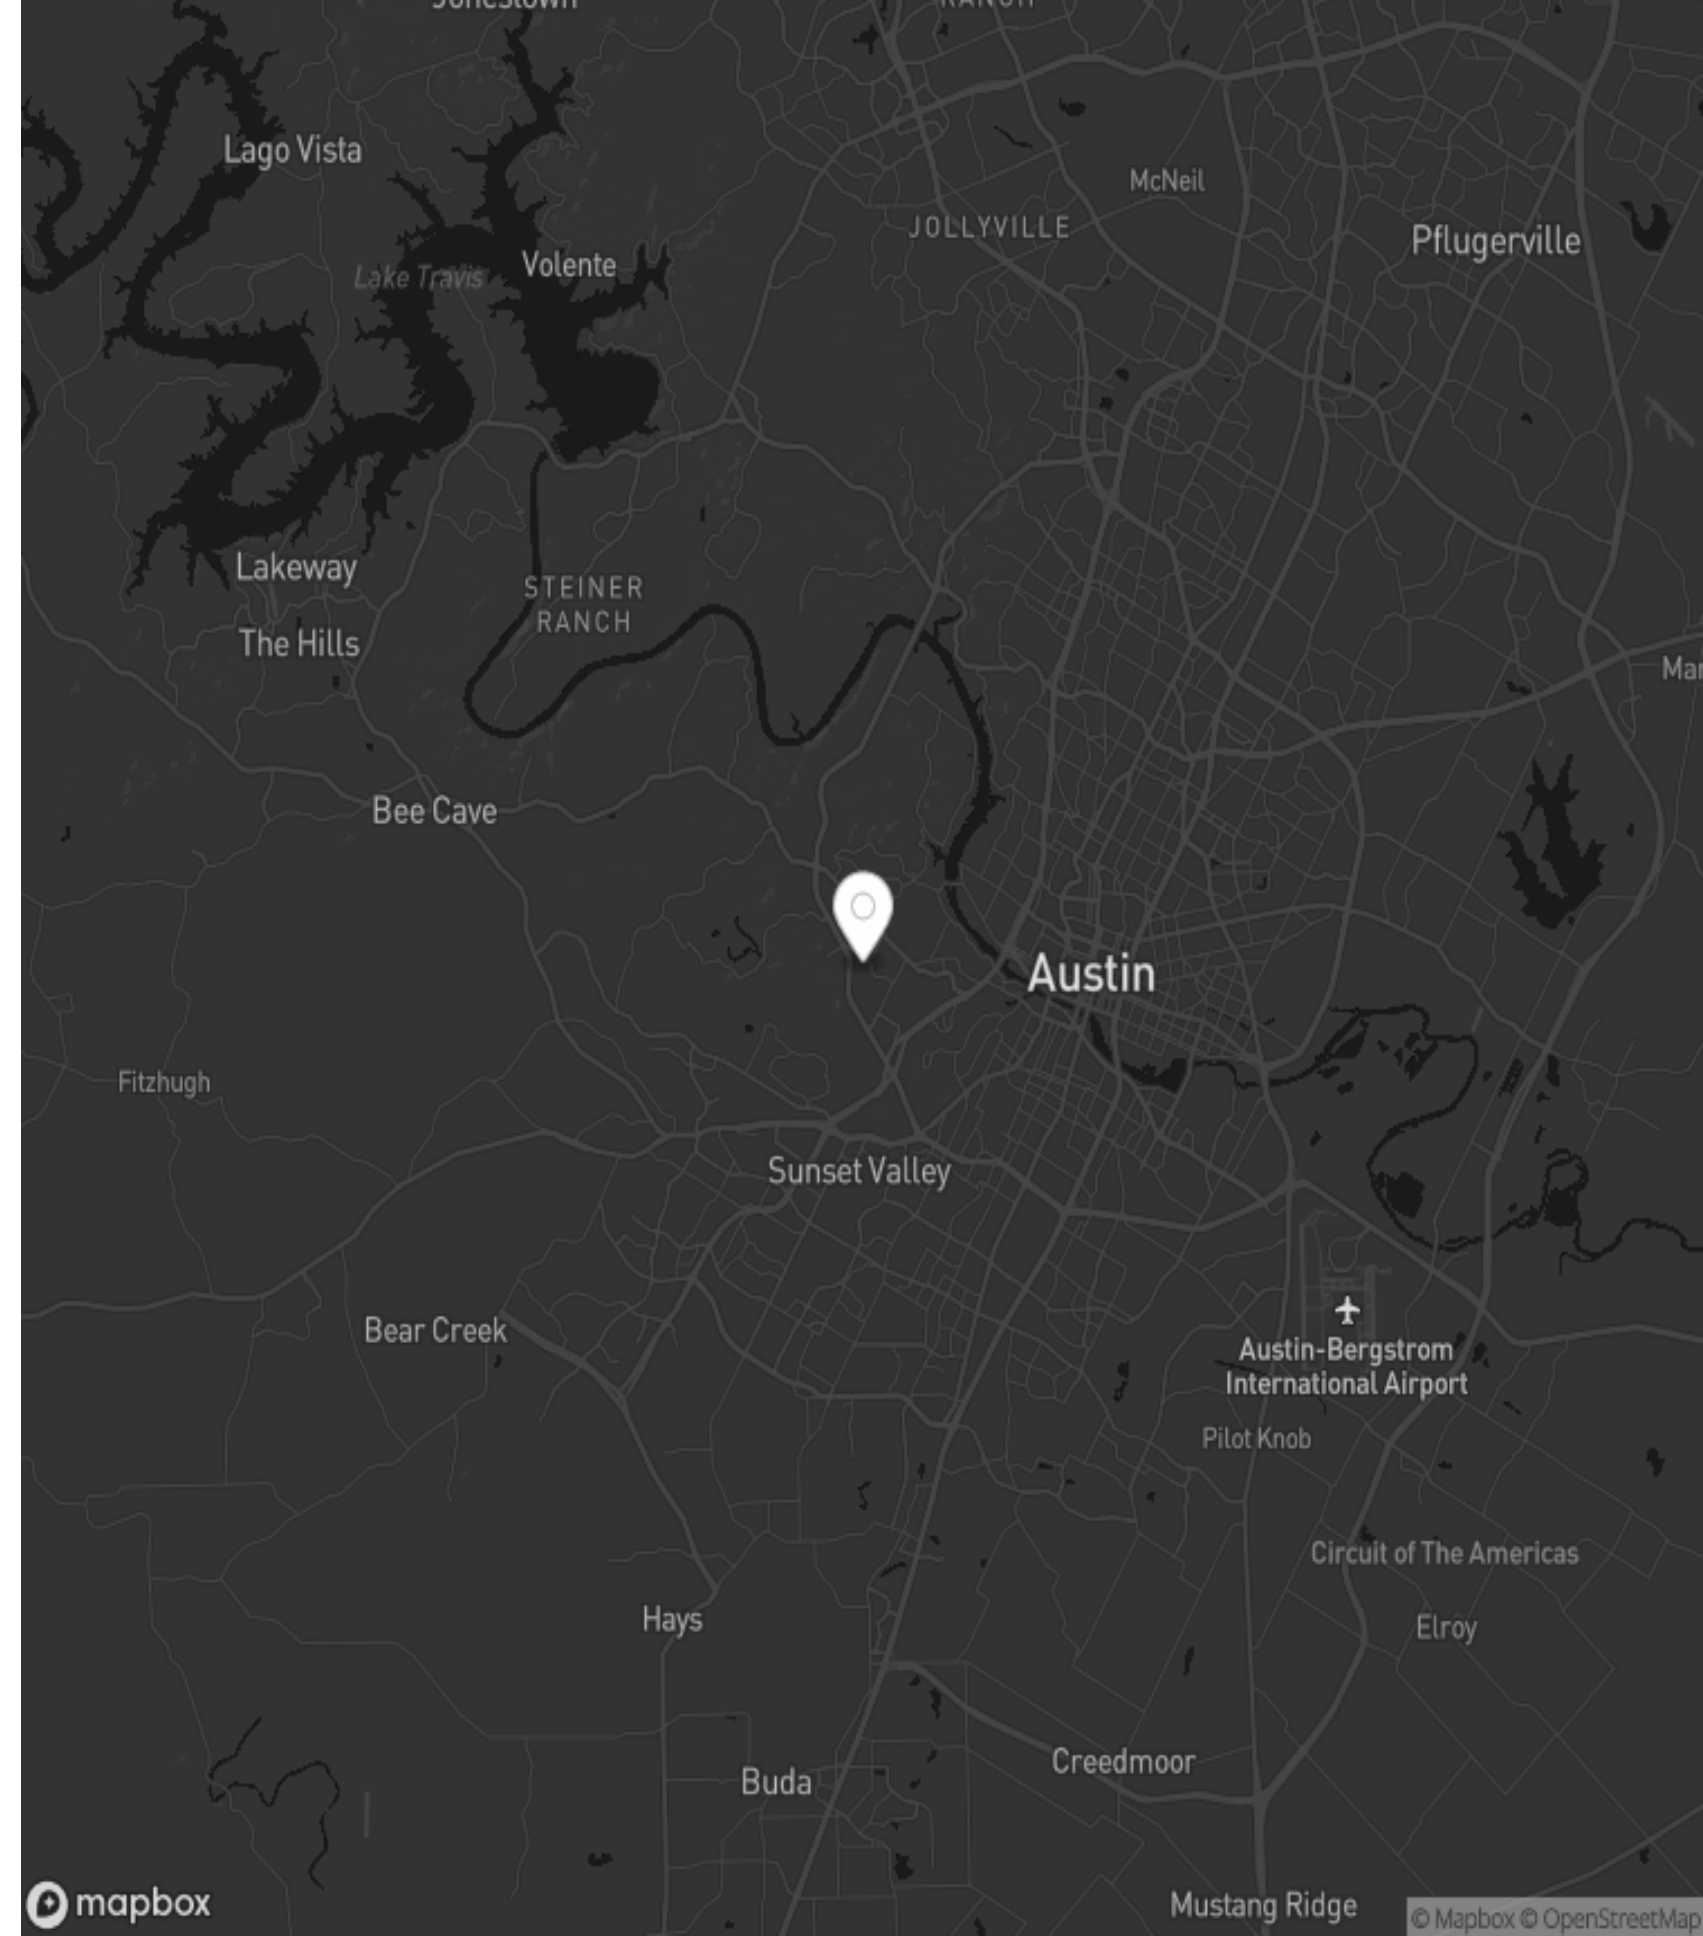 Jonestown
RANCH
Lago Vista
McNeil
JOLLYVILLE
Pflugerville
Volente
Lake Travis
Lakeway
STEINER
RANCH
The Hills
Bee Cave
Austin
Fitzhugh
Sunset Valley
Bear Creek
Austin-Bergstrom
International Airport
Pilot Knob
Circuit of The Americas
Hays
Elroy
Creedmoor
Buda
mapbox
Mustang Ridge
© Mapbox © OpenStreetMap